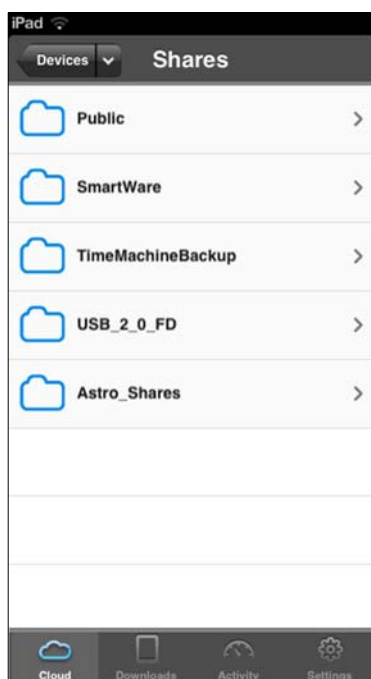 iPad
Devices Shares
Public
SmartWare
TimeMachineBackup
USB_2_0_FD
Astro_Shares
Cloud Downloads Activity Settings